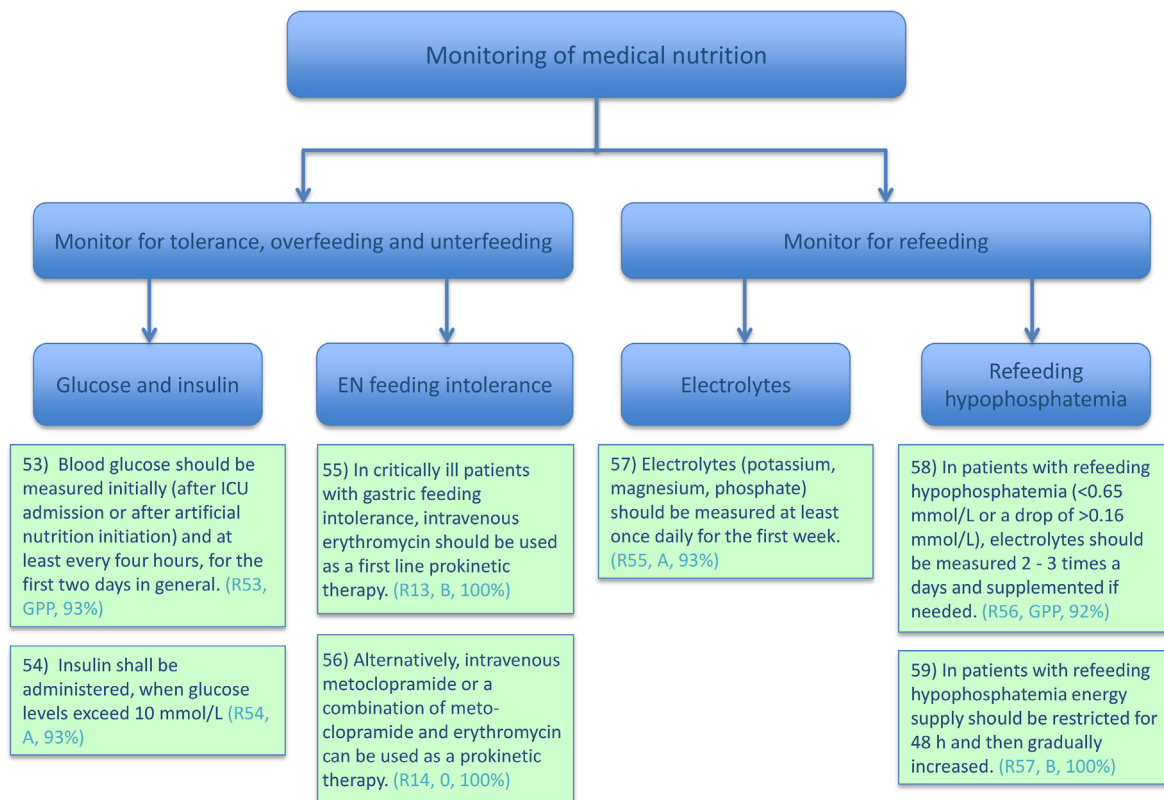 Monitoring of medical nutrition
Monitor for tolerance, overfeeding and unterfeeding
Monitor for refeeding
Glucose and insulin
EN feeding intolerance
Electrolytes
Refeeding
hypophosphatemia
53)  Blood glucose should be
measured initially (after ICU
admission or after artificial
nutrition initiation) and at
least every four hours, for the
first two days in general. (R53,
GPP, 93%)
54)  Insulin shall be
administered, when glucose
levels exceed 10 mmol/L (R54,
A, 93%)
55) In critically ill patients
with gastric feeding
intolerance, intravenous
erythromycin should be used
as a first line prokinetic
therapy. (R13, B, 100%)
56) Alternatively, intravenous
metoclopramide or a
combination of meto-
clopramide and erythromycin
can be used as a prokinetic
therapy. (R14, 0, 100%)
57) Electrolytes (potassium,
magnesium, phosphate)
should be measured at least
once daily for the first week.
(R55, A, 93%)
58) In patients with refeeding
hypophosphatemia (<0.65
mmol/L or a drop of >0.16
mmol/L), electrolytes should
be measured 2 - 3 times a
days and supplemented if
needed. (R56, GPP, 92%)
59) In patients with refeeding
hypophosphatemia energy
supply should be restricted for
48 h and then gradually
increased. (R57, B, 100%)